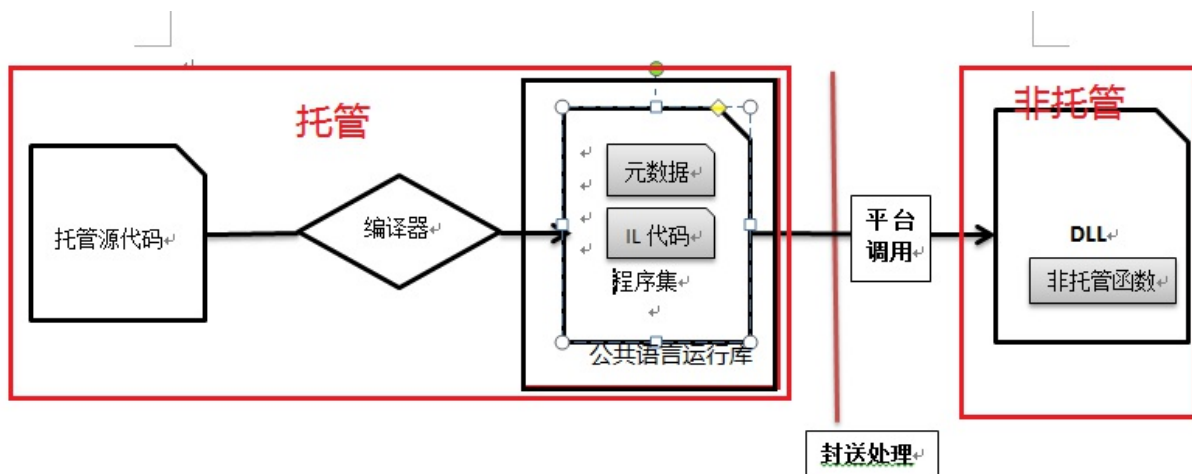 托管
非托管
元数据
托管源代码
编译器
IL 代码
程序集
公共语言运行库
平台
调用
DLL
非托管函数
封送处理